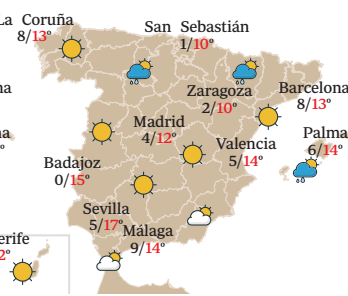 La Coruña
8/13°
San Sebastián
1/10°
Zaragoza
2/10°
Barcelona
8/13°
Madrid
4/12°
Valencia
5/14°
Palma
6/14°
Badajoz
0/15°
Sevilla
5/17°
Málaga
9/14°